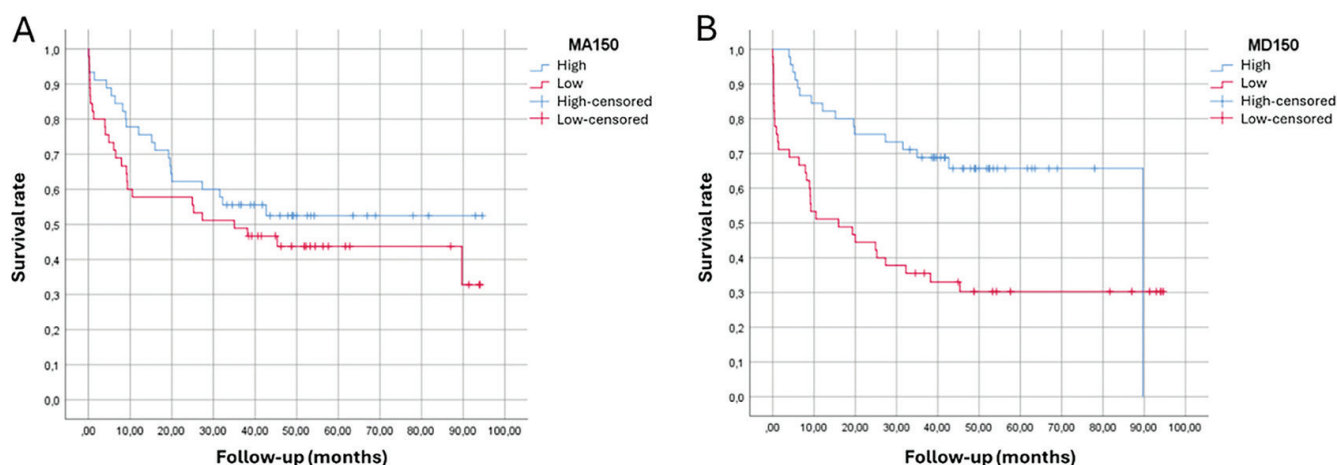 A
MA150
High
Low
High-censored
Low-censored
Survival rate
1,0
0,9
0,8
0,7
0,6
0,5
0,4
0,3
0,2
0,1
0,0
,00 10,00 20,00 30,00 40,00 50,00 60,00 70,00 80,00 90,00 100,00
Follow-up (months)
B
MD150
High
Low
High-censored
Low-censored
Survival rate
1,0
0,9
0,8
0,7
0,6
0,5
0,4
0,3
0,2
0,1
0,0
,00 10,00 20,00 30,00 40,00 50,00 60,00 70,00 80,00 90,00 100,00
Follow-up (months)